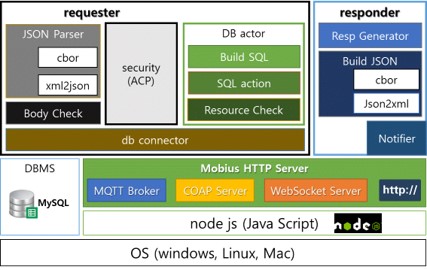 requester
JSON Parser
cbor
xml2json
Body Check
security
(ACP)
DB actor
Build SQL
SQL action
Resource Check
db connector
responder
Resp Generator
Build JSON
cbor
Json2xml
Notifier
DBMS
MySQL
Mobius HTTP Server
MQTT Broker
COAP Server
WebSocket Server
http://
node js (Java Script)
node
OS (windows, Linux, Mac)